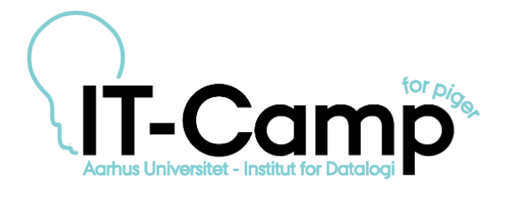 IT-Camp
for piger
Aarhus Universitet - Institut for Datalogi